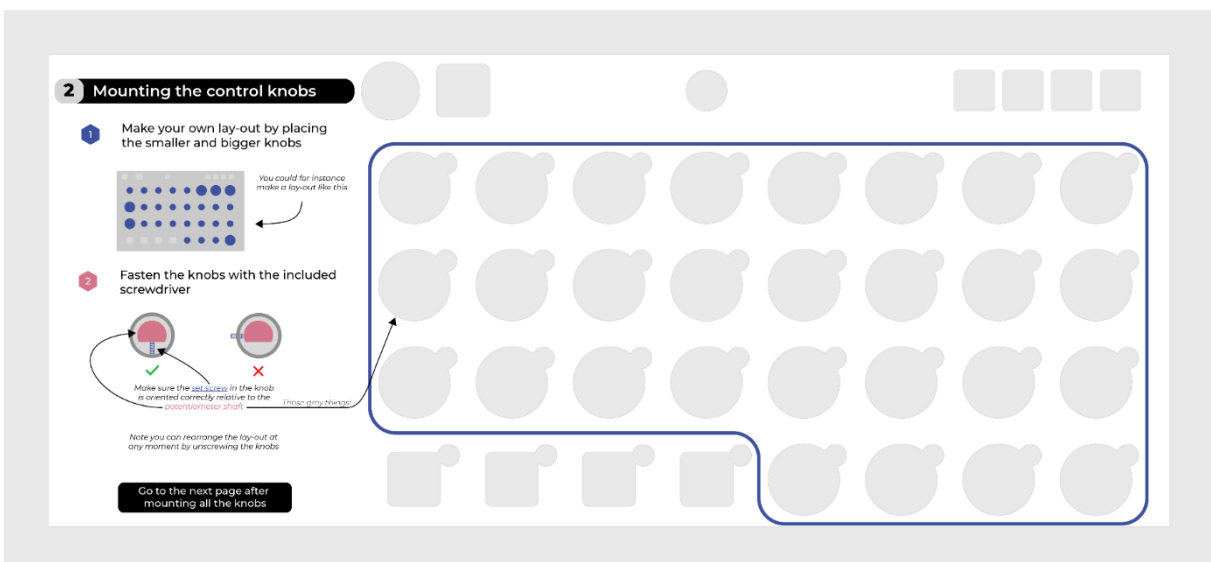 2 Mounting the control knobs
1
Make your own lay-out by placing
the smaller and bigger knobs
You could for instance
make a lay-out like this
2
Fasten the knobs with the included
screwdriver
Make sure the set screw in the knob
is oriented correctly relative to the
potentiometer shaft
Those grey things!
Note you can rearrange the lay-out at
any moment by unscrewing the knobs
Go to the next page after
mounting all the knobs